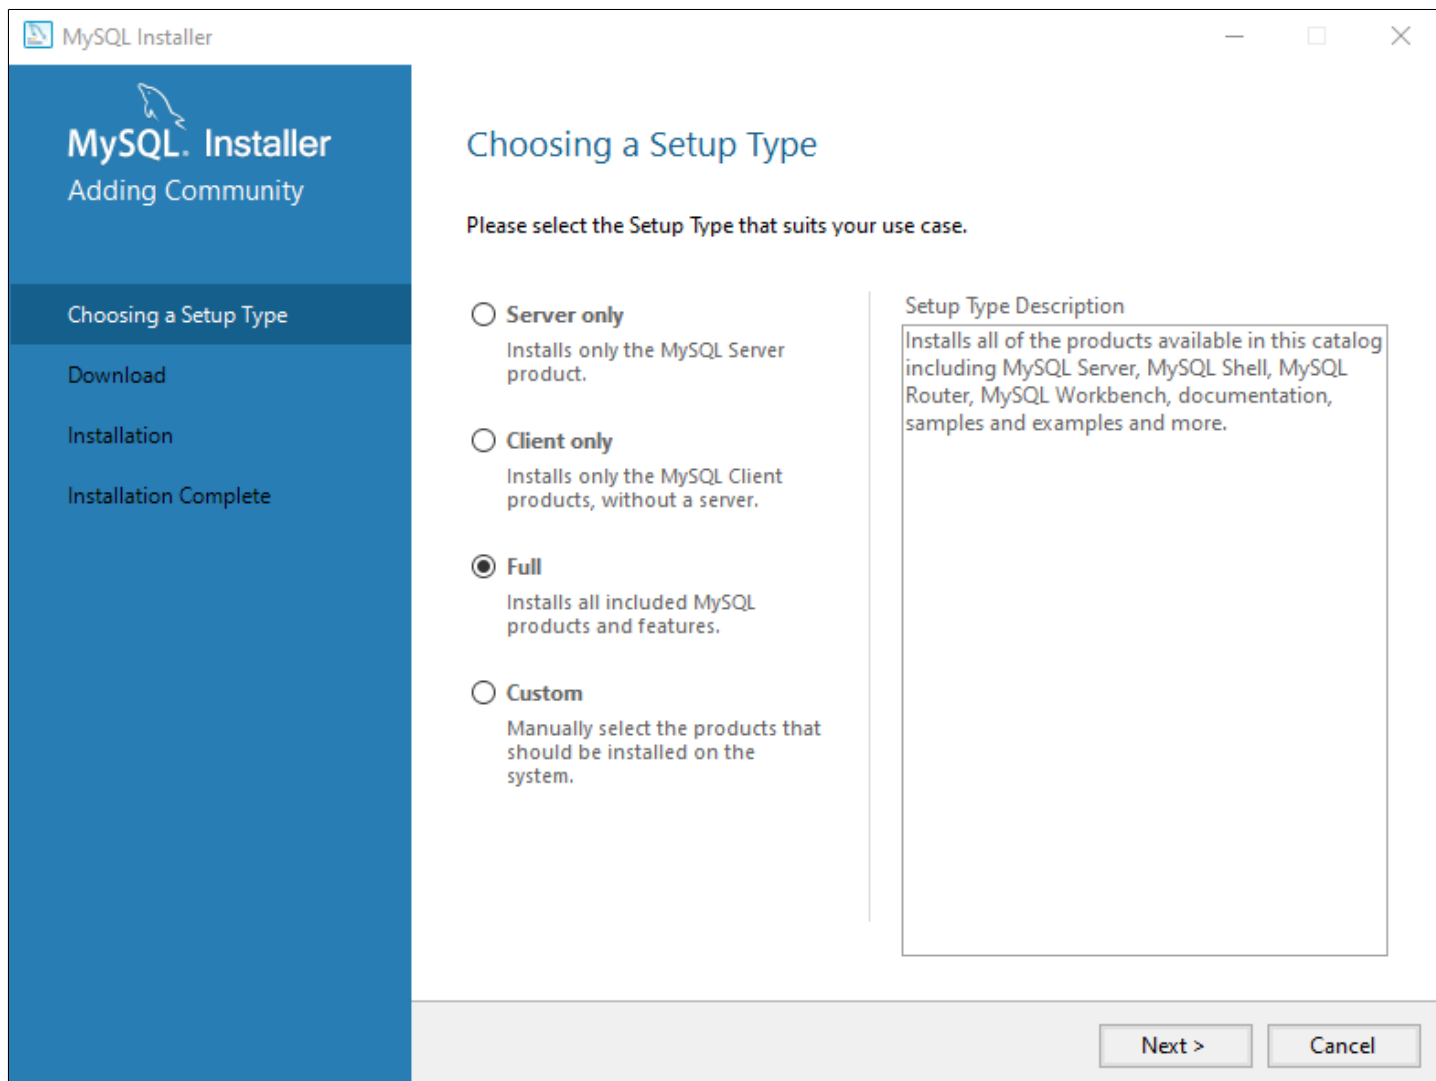 MySQL Installer
MySQL. Installer
Adding Community
Choosing a Setup Type
Download
Installation
Installation Complete
Choosing a Setup Type
Please select the Setup Type that suits your use case.
Server only
Installs only the MySQL Server
product.
Client only
Installs only the MySQL Client
products, without a server.
Full
Installs all included MySQL
products and features.
Custom
Manually select the products that
should be installed on the
system.
Setup Type Description
Installs all of the products available in this catalog
including MySQL Server, MySQL Shell, MySQL
Router, MySQL Workbench, documentation,
samples and examples and more.
Next >
Cancel